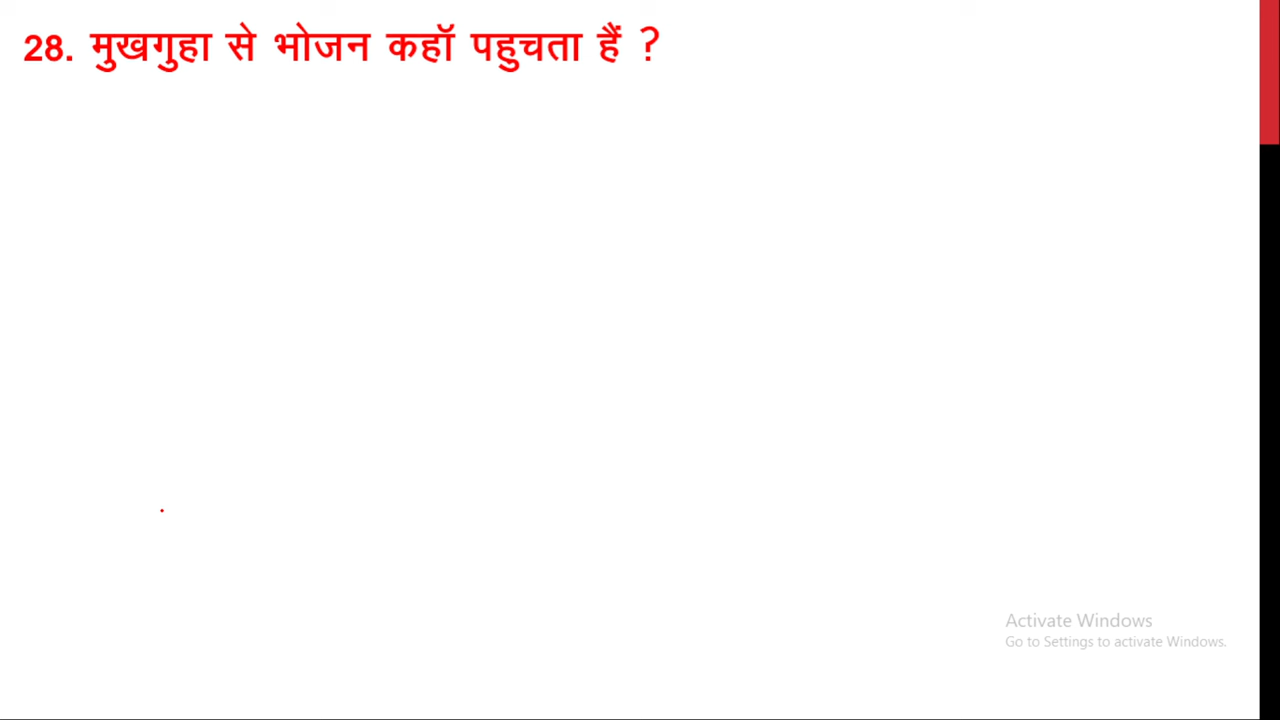 28. मुखगुहा से भोजन कहॉ पहुचता हैं ?
Activate Windows
Go to Settings to activate Windows.